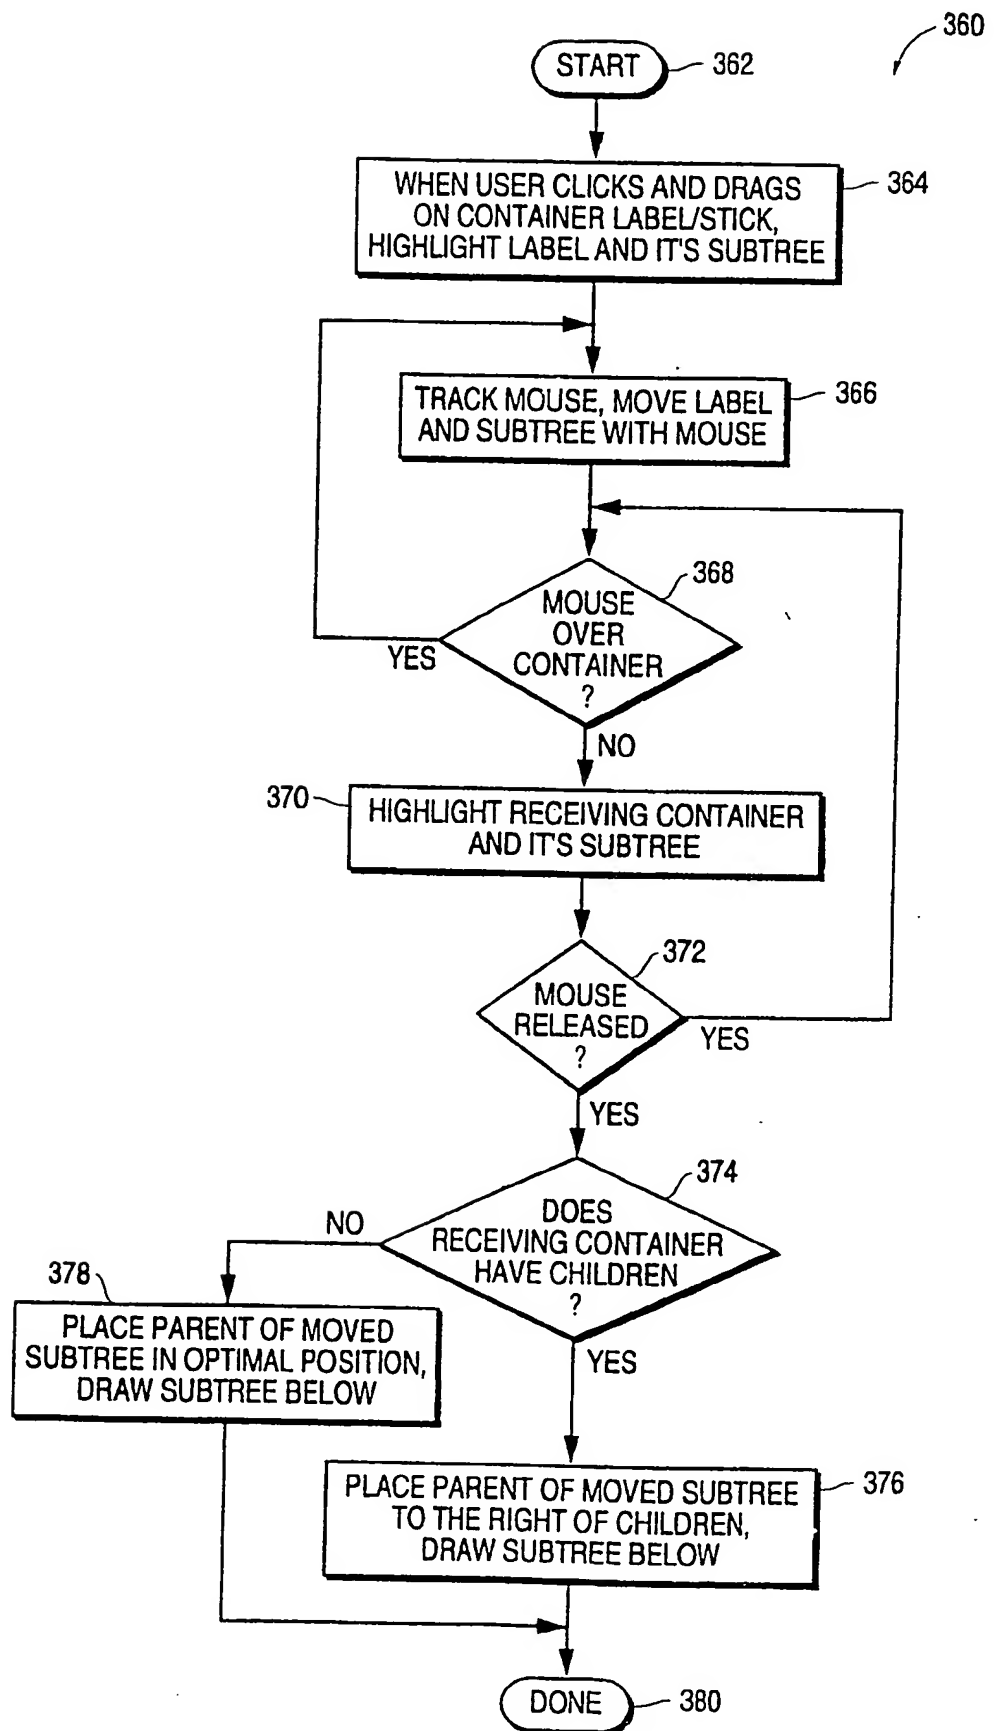 360
START
362
WHEN USER CLICKS AND DRAGS
ON CONTAINER LABEL/STICK,
HIGHLIGHT LABEL AND IT'S SUBTREE
364
TRACK MOUSE, MOVE LABEL
AND SUBTREE WITH MOUSE
366
MOUSE
OVER
CONTAINER
?
368
YES
NO
370
HIGHLIGHT RECEIVING CONTAINER
AND IT'S SUBTREE
MOUSE
RELEASED
?
372
YES
YES
DOES
RECEIVING CONTAINER
HAVE CHILDREN
?
374
NO
YES
378
PLACE PARENT OF MOVED
SUBTREE IN OPTIMAL POSITION,
DRAW SUBTREE BELOW
PLACE PARENT OF MOVED SUBTREE
TO THE RIGHT OF CHILDREN,
DRAW SUBTREE BELOW
376
DONE
380